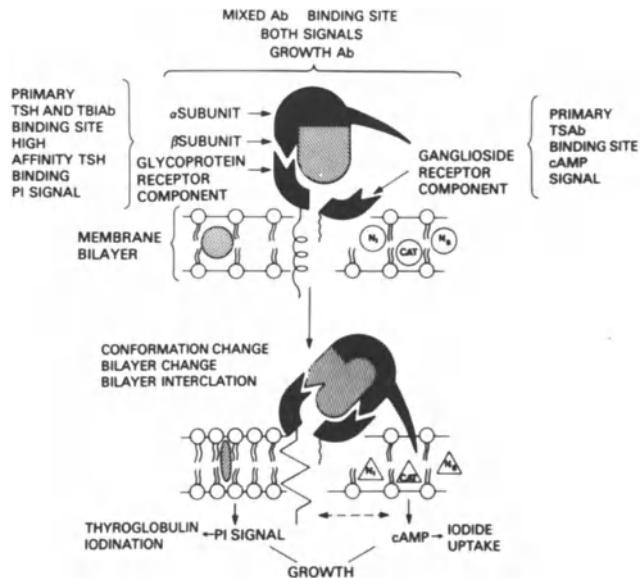 MIXED Ab BINDING SITE
BOTH SIGNALS
GROWTH Ab
PRIMARY
TSH AND TBIAb
BINDING SITE
HIGH
AFFINITY TSH
BINDING
PI SIGNAL
αSUBUNIT
βSUBUNIT
GLYCOPROTEIN
RECEPTOR
COMPONENT
GANGLIOSIDE
RECEPTOR
COMPONENT
PRIMARY
TSAb
BINDING SITE
cAMP
SIGNAL
MEMBRANE
BILAYER
Ni
CAT
Ns
CONFORMATION CHANGE
BILAYER CHANGE
BILAYER INTERCLATION
Ni
CAT
Ns
THYROGLOBULIN
IODINATION
PI SIGNAL
cAMP
IODIDE
UPTAKE
GROWTH